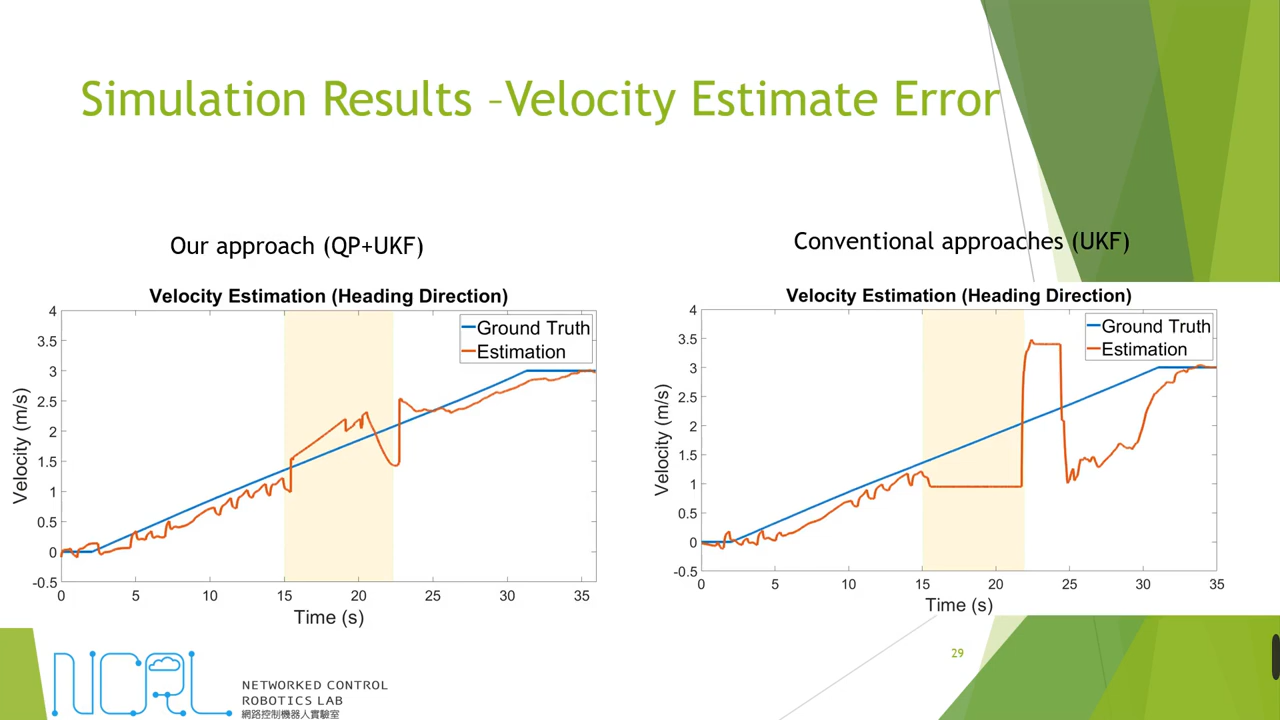 Simulation Results –Velocity Estimate Error
Our approach (QP+UKF)
Velocity Estimation (Heading Direction)
Ground Truth
Estimation
Velocity (m/s)
4
3.5
3
2.5
2
1.5
1
0.5
0
-0.5
0 5 10 15 20 25 30 35
Time (s)
Conventional approaches (UKF)
Velocity Estimation (Heading Direction)
Ground Truth
Estimation
Velocity (m/s)
4
3.5
3
2.5
2
1.5
1
0.5
0
-0.5
0 5 10 15 20 25 30 35
Time (s)
29
NCRL
NETWORKED CONTROL
ROBOTICS LAB
網路控制機器人實驗室